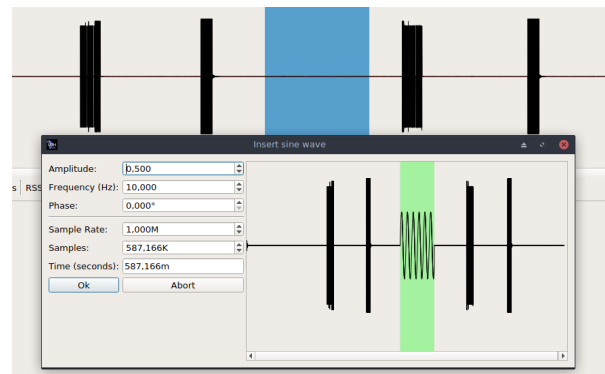 Insert sine wave
Amplitude: 0,500
Frequency (Hz): 10,000
Phase: 0,000°
Sample Rate: 1,000M
Samples: 587,166K
Time (seconds): 587,166m
Ok Abort
s RSS